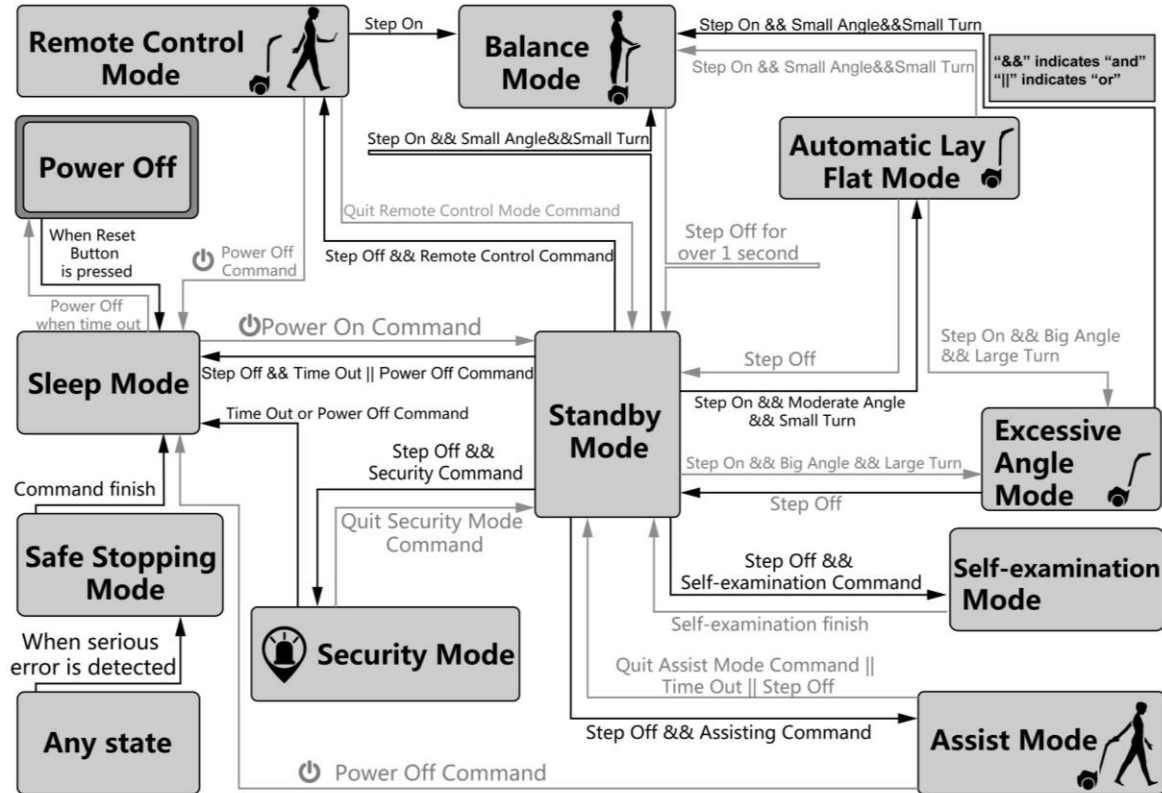 Remote Control
Mode
Step On
Balance
Mode
Step On && Small Angle&&Small Turn
Step On && Small Angle&&Small Turn
“&&” indicates “and”
“||” indicates “or”
Power Off
Step On && Small Angle&&Small Turn
Automatic Lay
Flat Mode
Quit Remote Control Mode Command
When Reset
Button
is pressed
Power Off
Command
Step Off && Remote Control Command
Step Off for
over 1 second
Power Off
when time out
Power On Command
Step On && Big Angle
&& Large Turn
Step Off
Sleep Mode
Step Off && Time Out || Power Off Command
Standby
Mode
Step On && Moderate Angle
&& Small Turn
Time Out or Power Off Command
Excessive
Angle
Mode
Step Off &&
Security Command
Step On && Big Angle && Large Turn
Step Off
Command finish
Quit Security Mode
Command
Safe Stopping
Mode
Step Off &&
Self-examination Command
Self-examination
Mode
Self-examination finish
When serious
error is detected
Security Mode
Quit Assist Mode Command ||
Time Out || Step Off
Any state
Step Off && Assisting Command
Assist Mode
Power Off Command